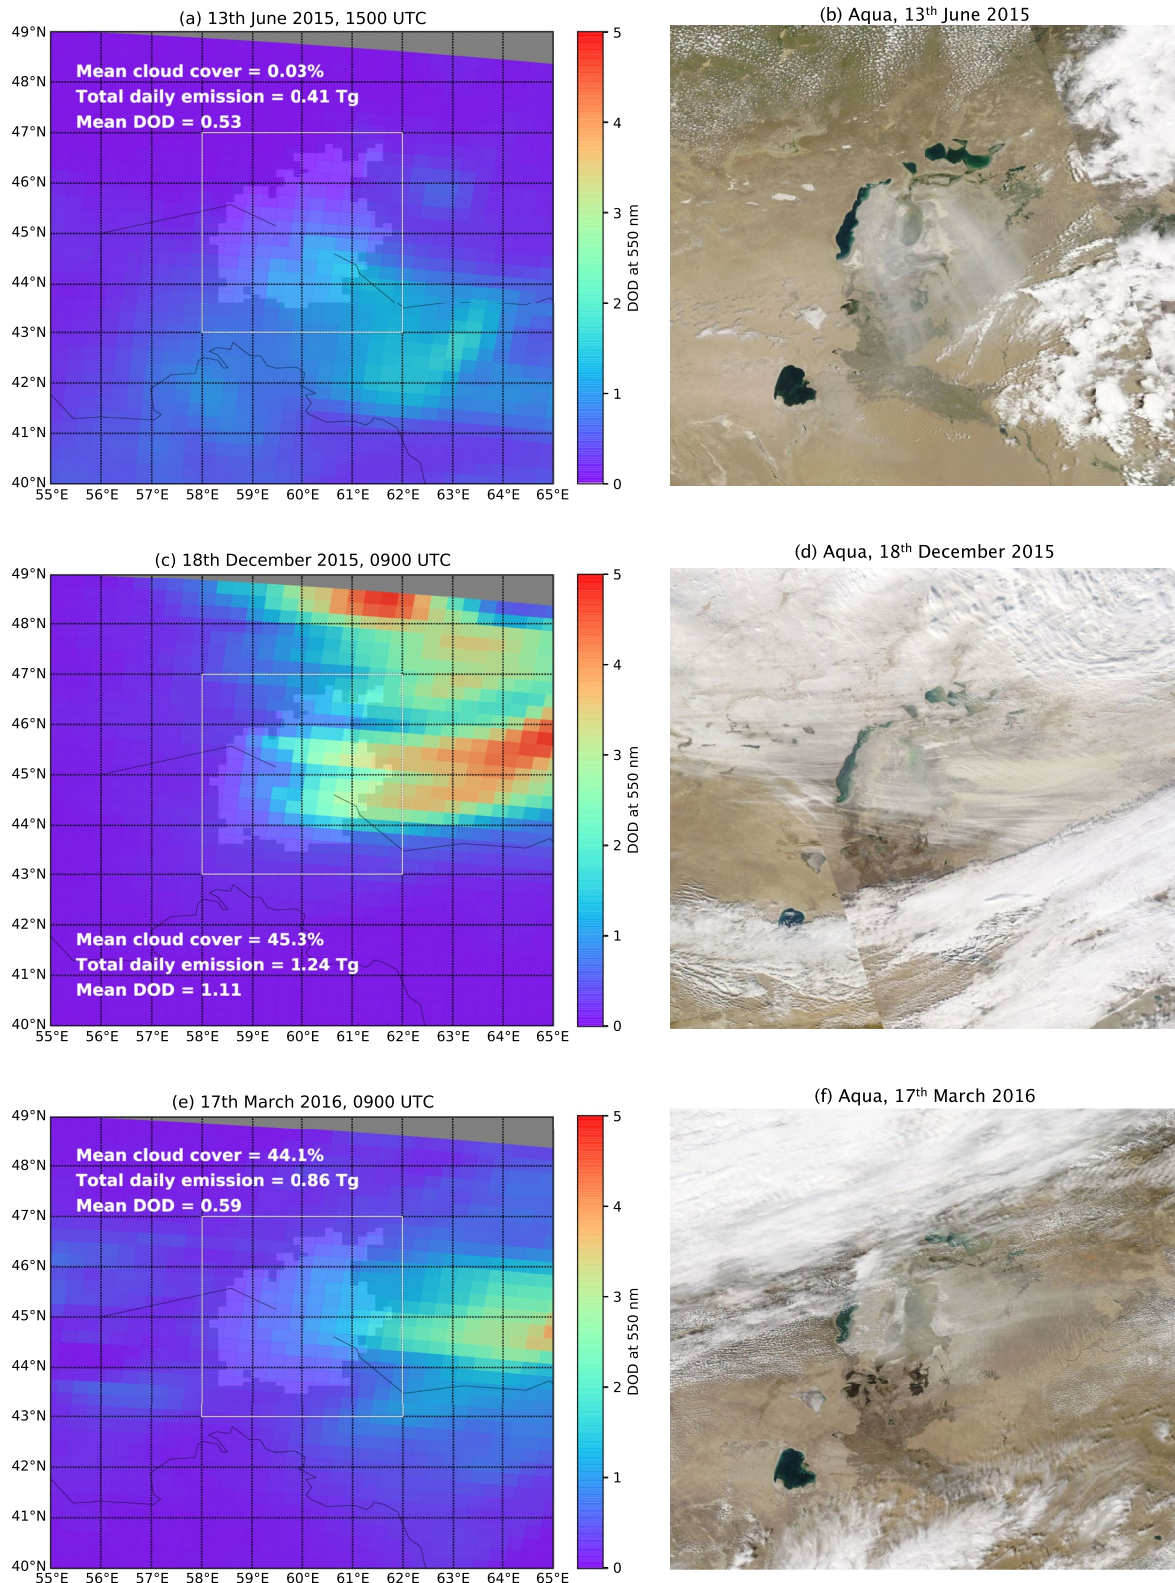 (a) 13th June 2015, 1500 UTC
49°N
48°N
47°N
46°N
45°N
44°N
43°N
42°N
41°N
40°N
Mean cloud cover = 0.03%
Total daily emission = 0.41 Tg
Mean DOD = 0.53
55°E 56°E 57°E 58°E 59°E 60°E 61°E 62°E 63°E 64°E 65°E
5
4
3
2
1
0
DOD at 550 nm
(b) Aqua, 13th June 2015
(c) 18th December 2015, 0900 UTC
49°N
48°N
47°N
46°N
45°N
44°N
43°N
42°N
41°N
40°N
Mean cloud cover = 45.3%
Total daily emission = 1.24 Tg
Mean DOD = 1.11
55°E 56°E 57°E 58°E 59°E 60°E 61°E 62°E 63°E 64°E 65°E
5
4
3
2
1
0
DOD at 550 nm
(d) Aqua, 18th December 2015
(e) 17th March 2016, 0900 UTC
49°N
48°N
47°N
46°N
45°N
44°N
43°N
42°N
41°N
40°N
Mean cloud cover = 44.1%
Total daily emission = 0.86 Tg
Mean DOD = 0.59
55°E 56°E 57°E 58°E 59°E 60°E 61°E 62°E 63°E 64°E 65°E
5
4
3
2
1
0
DOD at 550 nm
(f) Aqua, 17th March 2016